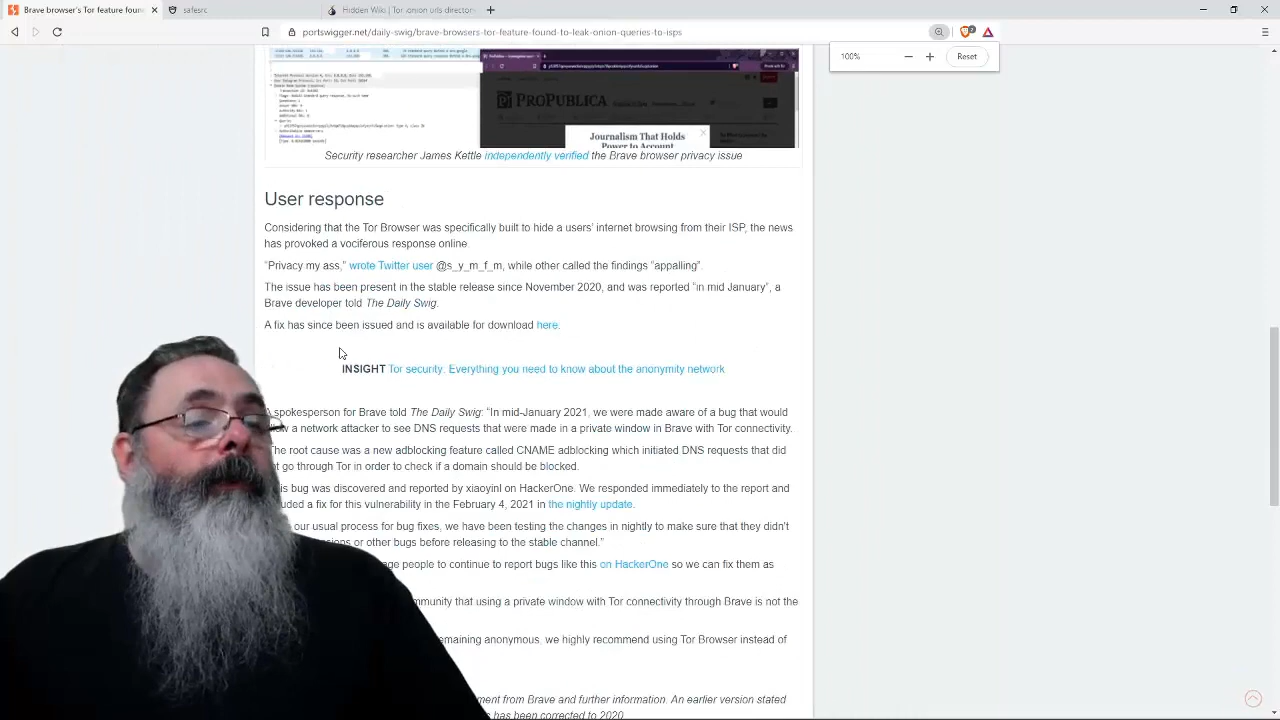 Brave browser's Tor feature foun
safesrc
Hidden onion urls director
portswigger.net/daily-swig/brave-browsers-tor-feature-found-to-leak-onion-queries-to-isps
Reset
PROPUBLICA
Journalism That Holds
Power to Account
Security researcher James Kettle independently verified the Brave browser privacy issue
User response
Considering that the Tor Browser was specifically built to hide a users' internet browsing from their ISP, the news
has provoked a vociferous response online.
“Privacy my ass,” wrote Twitter user @s_y_m_f_m, while other called the findings “appalling”.
The issue has been present in the stable release since November 2020, and was reported “in mid January”, a
Brave developer told The Daily Swig.
A fix has since been issued and is available for download here.
INSIGHT Tor security: Everything you need to know about the anonymity network
spokesperson for Brave told The Daily Swig: “In mid-January 2021, we were made aware of a bug that would
a network attacker to see DNS requests that were made in a private window in Brave with Tor connectivity.
The root cause was a new adblocking feature called CNAME adblocking which initiated DNS requests that did
go through Tor in order to check if a domain should be blocked.
is bug was discovered and reported by xiaoyinl on HackerOne. We responded immediately to the report and
uded a fix for this vulnerability in the February 4, 2021 in the nightly update.
our usual process for bug fixes, we have been testing the changes in nightly to make sure that they didn't
or other bugs before releasing to the stable channel.”
people to continue to report bugs like this on HackerOne so we can fix them as
mmunity that using a private window with Tor connectivity through Brave is not the
emaining anonymous, we highly recommend using Tor Browser instead of
ment from Brave and further information. An earlier version stated
has been corrected to 2020.